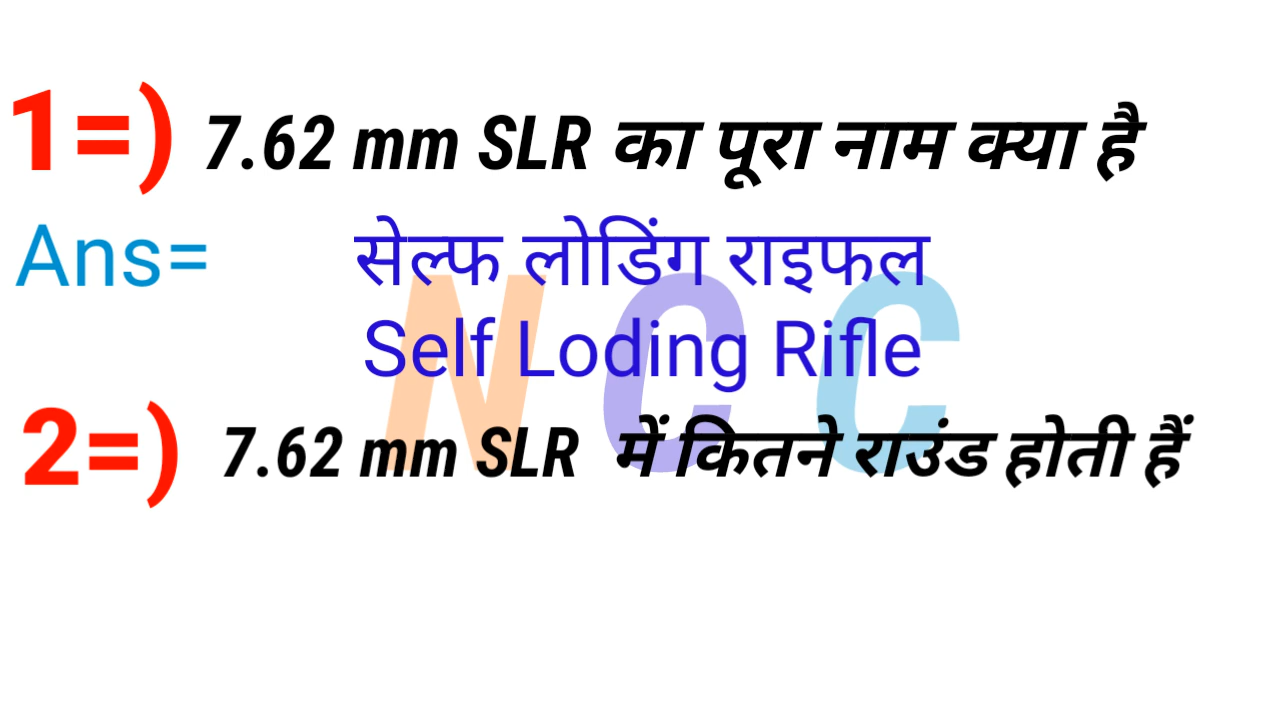 1=) 7.62 mm SLR का पूरा नाम क्या है
Ans= सेल्फ लोडिंग राइफल
Self Loding Rifle
NCC
2=) 7.62 mm SLR में कितने राउंड होती हैं